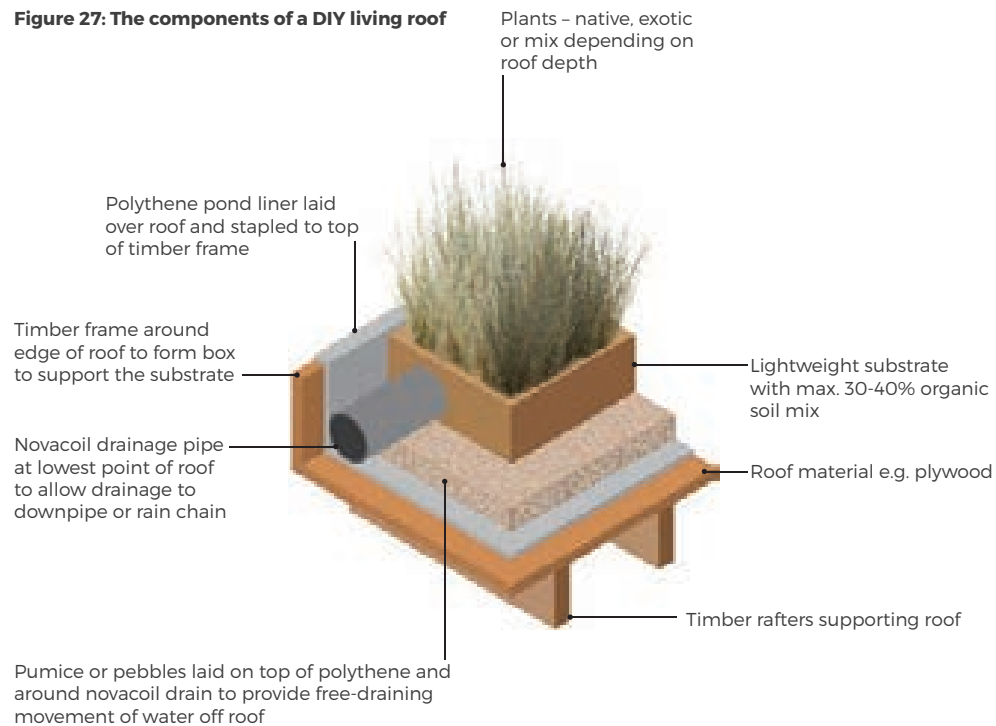 Figure 27: The components of a DIY living roof
Plants – native, exotic
or mix depending on
roof depth
Polythene pond liner laid
over roof and stapled to top
of timber frame
Timber frame around
edge of roof to form box
to support the substrate
Lightweight substrate
with max. 30-40% organic
soil mix
Novacoil drainage pipe
at lowest point of roof
to allow drainage to
downpipe or rain chain
Roof material e.g. plywood
Timber rafters supporting roof
Pumice or pebbles laid on top of polythene and
around novacoil drain to provide free-draining
movement of water off roof